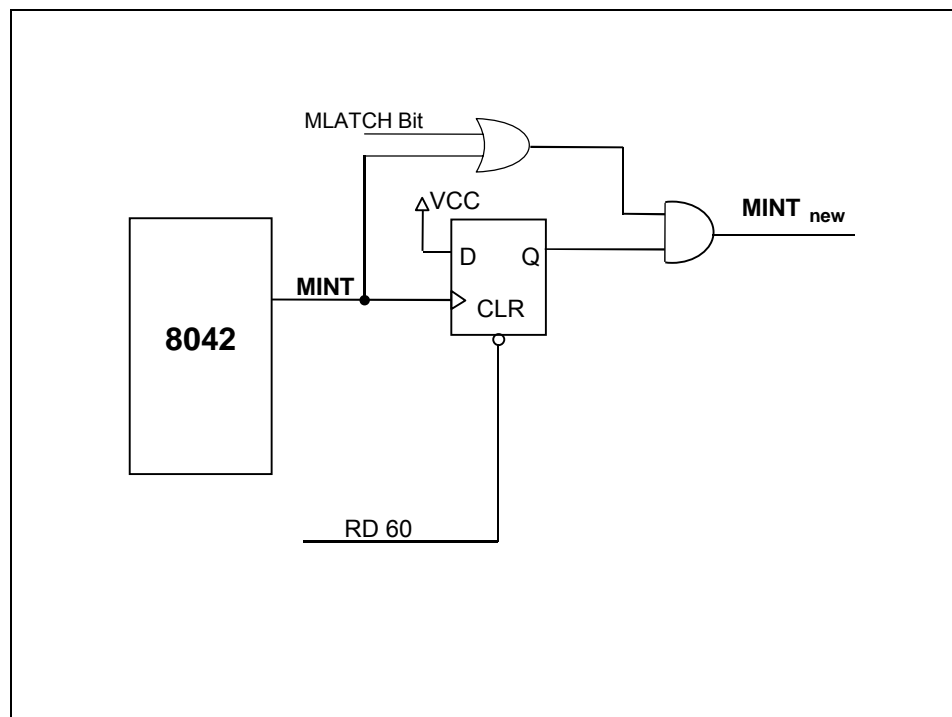 MLATCH Bit
VCC
MINT new
D Q
MINT
CLR
8042
RD 60